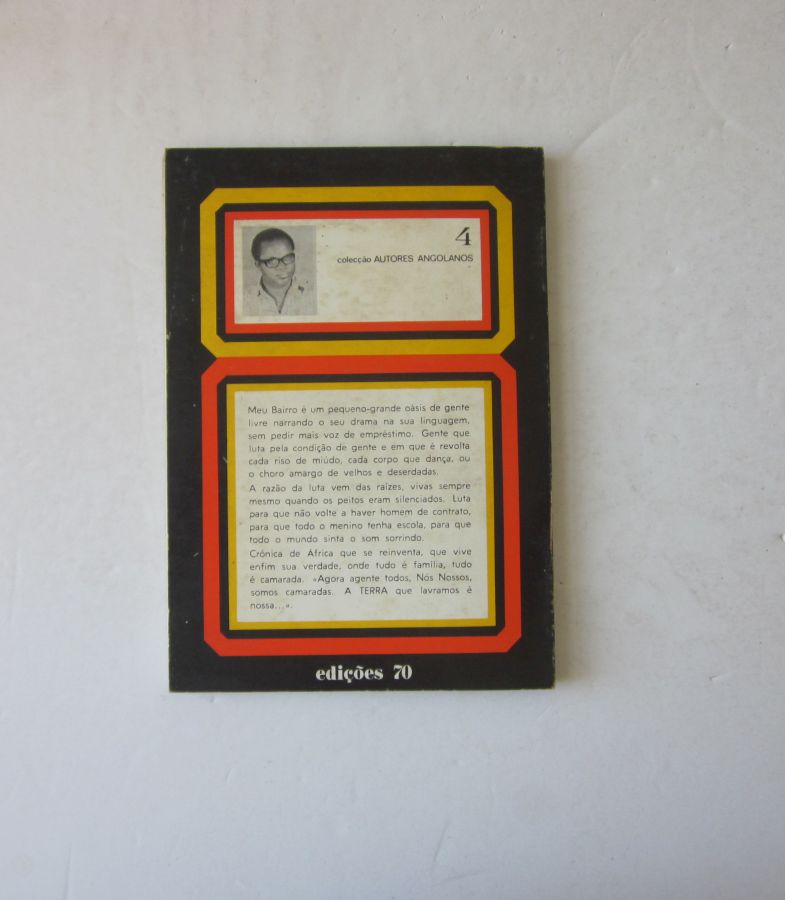 4
colecção AUTORES ANGOLANOS
Meu Bairro é um pequeno-grande oásis de gente
livre narrando o seu drama na sua linguagem,
sem pedir mais voz de empréstimo. Gente que
luta pela condição de gente e em que é revolta
cada riso de miúdo, cada corpo que dança, ou
o choro amargo de velhos e deserdadas.
A razão da luta vem das raízes, vivas sempre
mesmo quando os peitos eram silenciados. Luta
para que não volte a haver homem de contrato,
para que todo o menino tenha escola, para que
todo o mundo sinta o som sorrindo.
Crónica de África que se reinventa, que vive
enfim sua verdade, onde tudo é família, tudo
é camarada. «Agora agente todos, Nós Nossos,
somos camaradas. A TERRA que lavramos é
nossa...».
edições 70